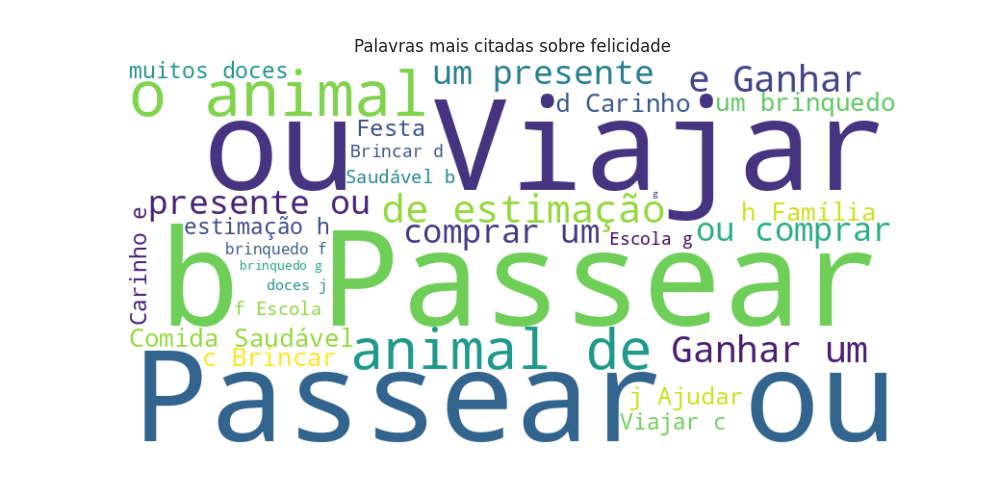 Palavras mais citadas sobre felicidade
muitos doces
um presente
e Ganhar
o animal
d Carinho
um brinquedo
ou Viajar
Festa
Brincar d
Saudável b
g
presente ou
de estimação
h Família
Carinho e
estimação h
comprar um
Escola g
ou comprar
brinquedo f
b Passear
brinquedo g
doces j
f Escola
Comida Saudável
c Brincar
animal de
Ganhar um
Passear ou
j Ajudar
Viajar c